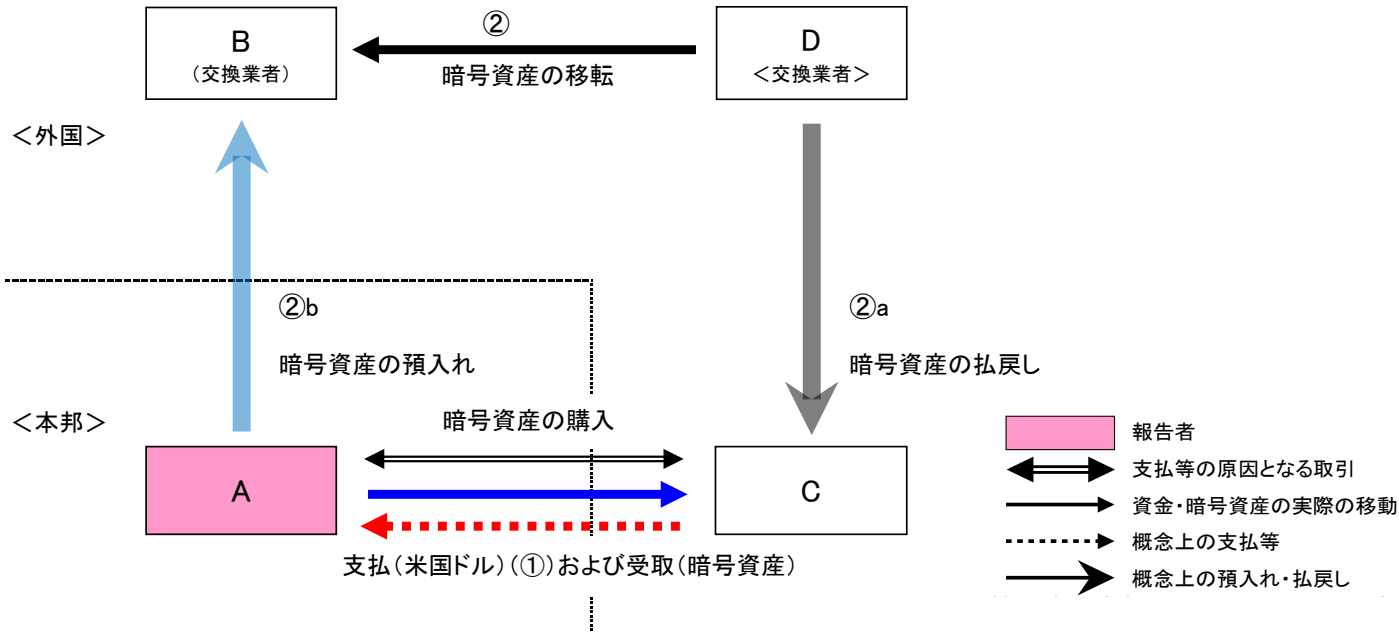 ②
B
(交換業者)
D
<交換業者>
暗号資産の移転
<外国>
②b
②a
暗号資産の預入れ
暗号資産の払戻し
<本邦>
暗号資産の購入
A
C
支払(米国ドル)(①)および受取(暗号資産)
報告者
支払等の原因となる取引
資金・暗号資産の実際の移動
概念上の支払等
概念上の預入れ・払戻し